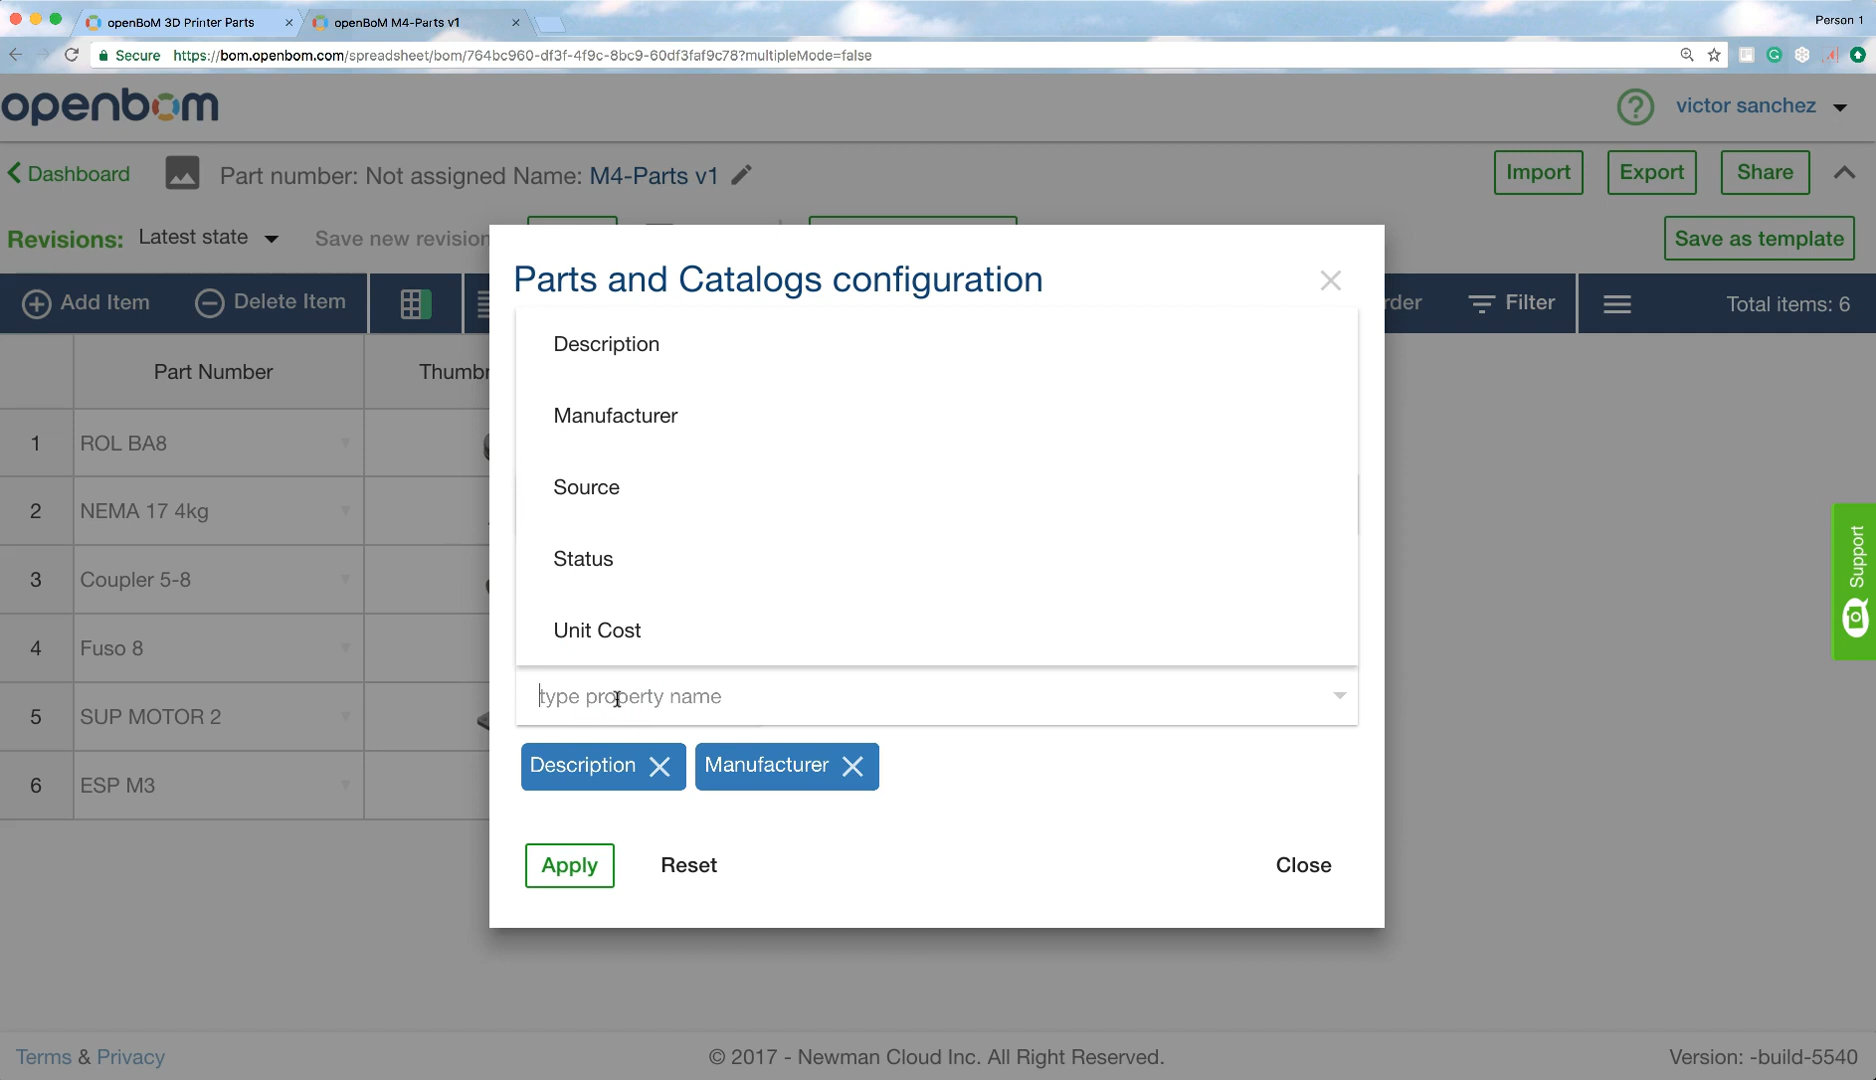 openBoM 3D Printer Parts
openBoM M4-Parts v1
Person 1
Secure
https://bom.openbom.com/spreadsheet/bom/764bc960-df3f-4f9c-8bc9-60df3faf9c78?multipleMode=false
openbom
victor sanchez
Dashboard
Part number: Not assigned Name: M4-Parts v1
Import
Export
Share
Revisions:
Latest state
Save new revision
Save as template
Add Item
Delete Item
Filter
Total items: 6
Part Number
1
ROL BA8
2
NEMA 17 4kg
3
Coupler 5-8
4
Fuso 8
5
SUP MOTOR 2
6
ESP M3
Parts and Catalogs configuration
Description
Manufacturer
Source
Status
Unit Cost
type property name
Description
Manufacturer
Apply
Reset
Close
Support
Terms & Privacy
© 2017 - Newman Cloud Inc. All Right Reserved.
Version: -build-5540